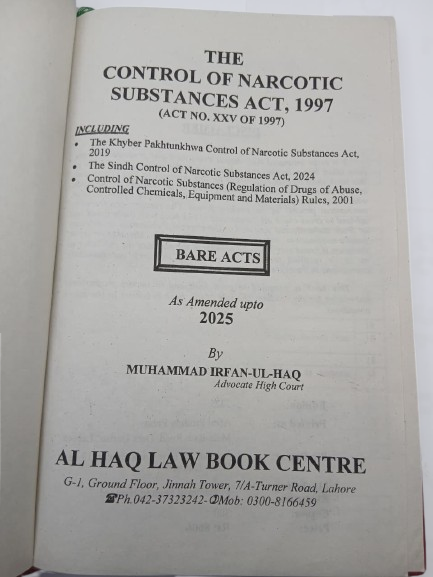 THE
CONTROL OF NARCOTIC
SUBSTANCES ACT, 1997
(ACT NO. XXV OF 1997)
INCLUDING
• The Khyber Pakhtunkhwa Control of Narcotic Substances Act,
2019
• The Sindh Control of Narcotic Substances Act, 2024
• Control of Narcotic Substances (Regulation of Drugs of Abuse,
Controlled Chemicals, Equipment and Materials) Rules, 2001
BARE ACTS
As Amended upto
2025
By
MUHAMMAD IRFAN-UL-HAQ
Advocate High Court
AL HAQ LAW BOOK CENTRE
G-1, Ground Floor, Jinnah Tower, 7/A-Turner Road, Lahore
☎Ph.042-37323242-✆Mob: 0300-8166459